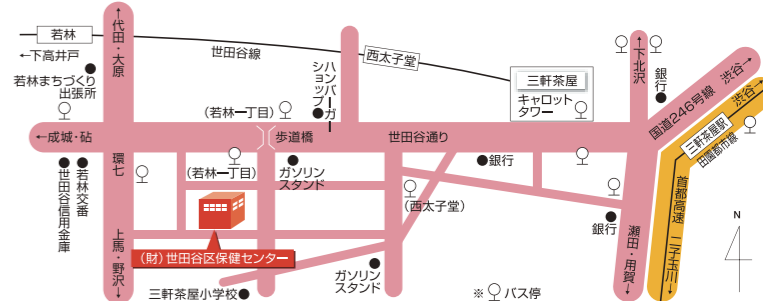 ↑代田・大原
若林
←下高井戸
若林まちづくり
出張所
世田谷線
ハンバーガー
ショップ
西太子堂
三軒茶屋
キャロット
タワー
↑下北沢
銀行
国道246号線 渋谷→
渋谷→
三軒茶屋駅
田園都市線
(若林一丁目)
←成城・砧
環七
歩道橋
世田谷通り
若林交番
世田谷信用金庫
(若林一丁目)
ガソリン
スタンド
銀行
(西太子堂)
銀行
首都高速 二子玉川
上馬・野沢→
(財)世田谷区保健センター
瀬田・用賀→
ガソリン
スタンド
三軒茶屋小学校
※ バス停
N